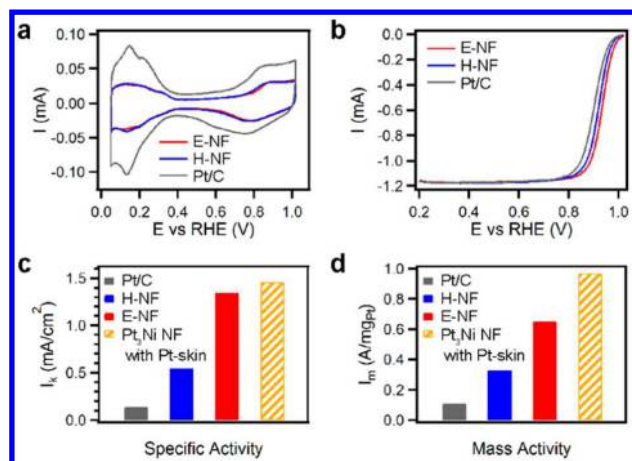 a
0.10
0.05
0.00
-0.05
-0.10
I (mA)
E-NF
H-NF
Pt/C
0.0 0.2 0.4 0.6 0.8 1.0
E vs RHE (V)
b
0.0
-0.2
-0.4
-0.6
-0.8
-1.0
-1.2
I (mA)
E-NF
H-NF
Pt/C
0.2 0.4 0.6 0.8 1.0
E vs RHE (V)
c
1.5
1.0
0.5
0.0
Iₖ (mA/cm²)
Pt/C
H-NF
E-NF
Pt₃Ni NF
with Pt-skin
Specific Activity
d
1.0
0.8
0.6
0.4
0.2
0.0
Iₘ (A/mgPt)
Pt/C
H-NF
E-NF
Pt₃Ni NF
with Pt-skin
Mass Activity